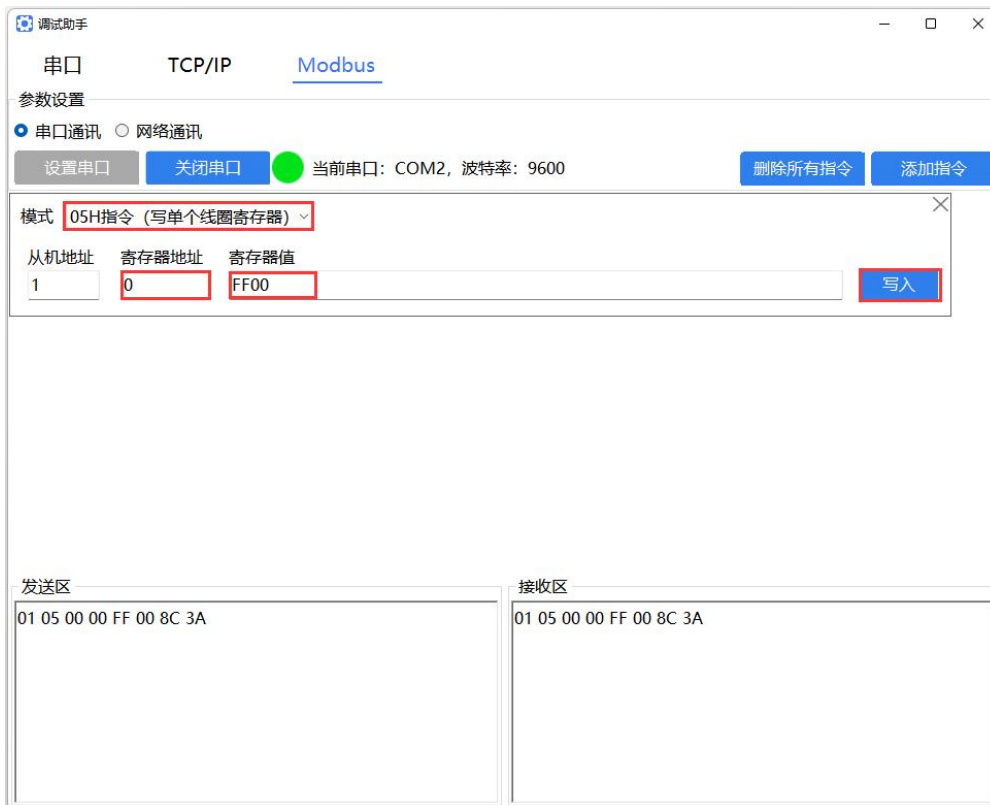 调试助手
串口 TCP/IP Modbus
参数设置
串口通讯 网络通讯
设置串口 关闭串口 当前串口：COM2，波特率：9600 删除所有指令 添加指令
模式 05H指令（写单个线圈寄存器）
从机地址 寄存器地址 寄存器值
1 0 FF00 写入
发送区 接收区
01 05 00 00 FF 00 8C 3A 01 05 00 00 FF 00 8C 3A